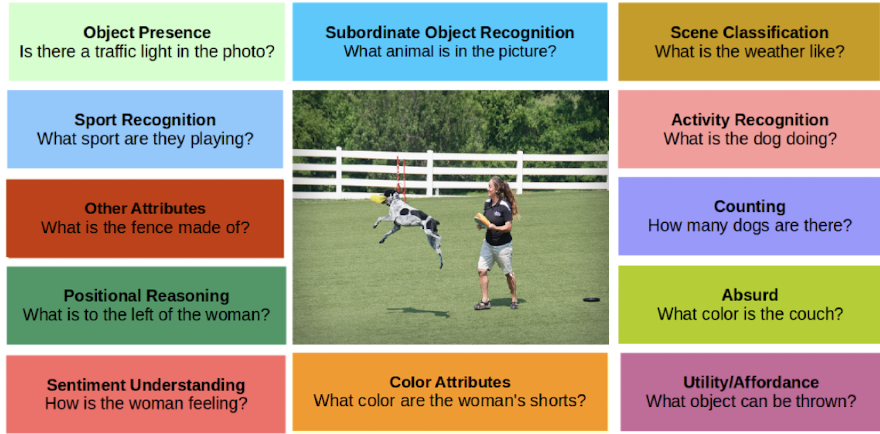 Object Presence
Is there a traffic light in the photo?
Subordinate Object Recognition
What animal is in the picture?
Scene Classification
What is the weather like?
Sport Recognition
What sport are they playing?
Activity Recognition
What is the dog doing?
Other Attributes
What is the fence made of?
Counting
How many dogs are there?
Positional Reasoning
What is to the left of the woman?
Absurd
What color is the couch?
Sentiment Understanding
How is the woman feeling?
Color Attributes
What color are the woman's shorts?
Utility/Affordance
What object can be thrown?